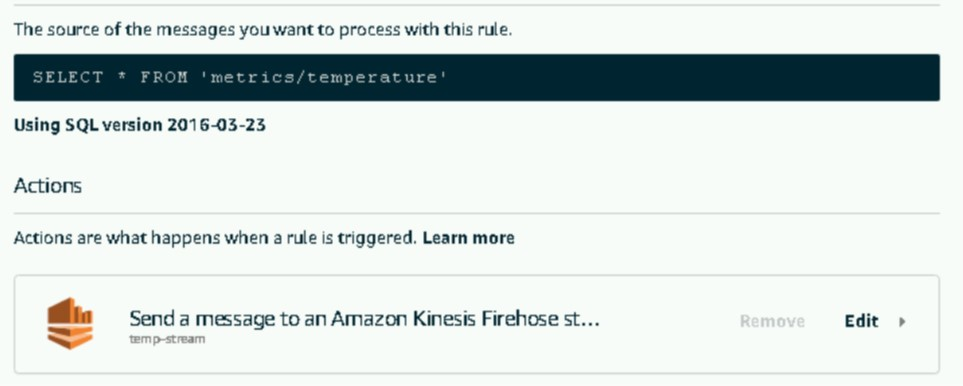 The source of the messages you want to process with this rule.
SELECT * FROM 'metrics/temperature'
Using SQL version 2016-03-23
Actions
Actions are what happens when a rule is triggered. Learn more
Send a message to an Amazon Kinesis Firehose st...
Remove
Edit
temp-stream